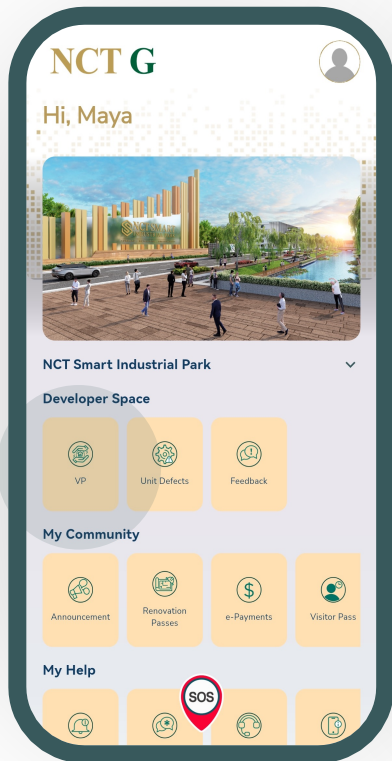 NCT G
Hi, Maya
NCT Smart Industrial Park
Developer Space
VP
Unit Defects
Feedback
My Community
Announcement
Renovation
Passes
e-Payments
Visitor Pass
My Help
SOS